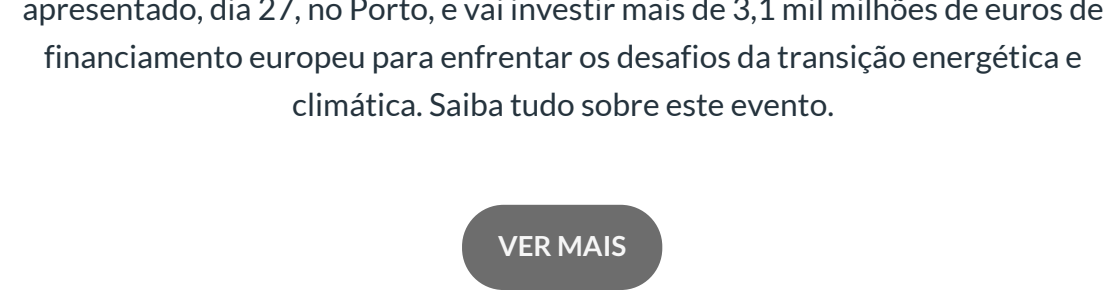 apresentado, dia 27, no Porto, e vai investir mais de 3,1 mil milhões de euros de
financiamento europeu para enfrentar os desafios da transição energética e
climática. Saiba tudo sobre este evento.
VER MAIS